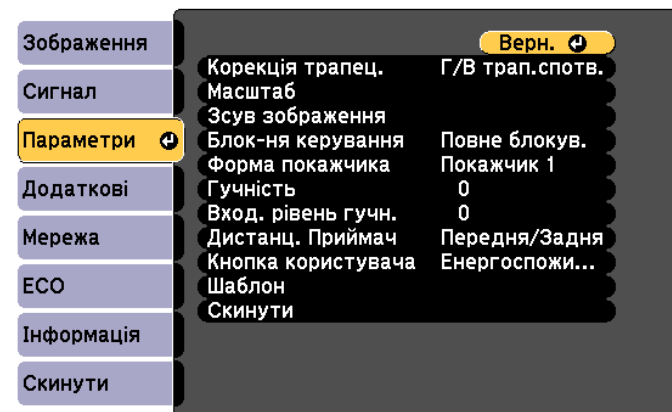 Зображення
Сигнал
Параметри
Додаткові
Мережа
ECO
Інформація
Скинути
Верн.
Корекція трапец. Г/В трап.спотв.
Масштаб
Зсув зображення
Блок-ня керування Повне блокув.
Форма покажчика Покажчик 1
Гучність 0
Вход. рівень гучн. 0
Дистанц. Приймач Передня/Задня
Кнопка користувача Енергоспожи...
Шаблон
Скинути